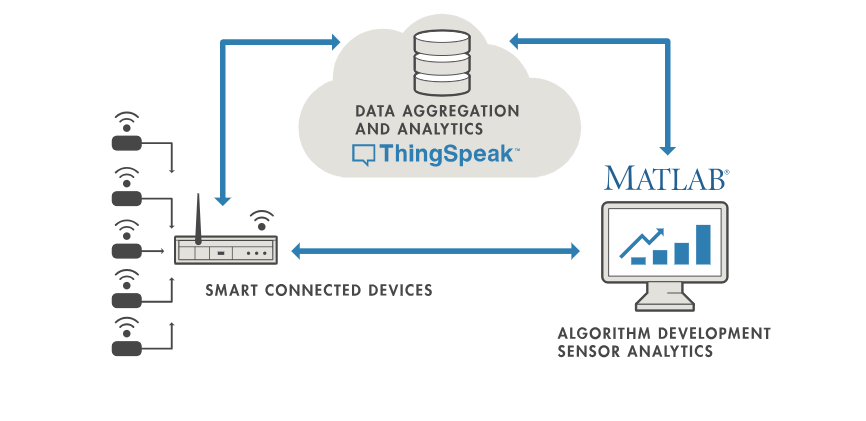 DATA AGGREGATION
AND ANALYTICS
ThingSpeak™
MATLAB®
SMART CONNECTED DEVICES
ALGORITHM DEVELOPMENT
SENSOR ANALYTICS